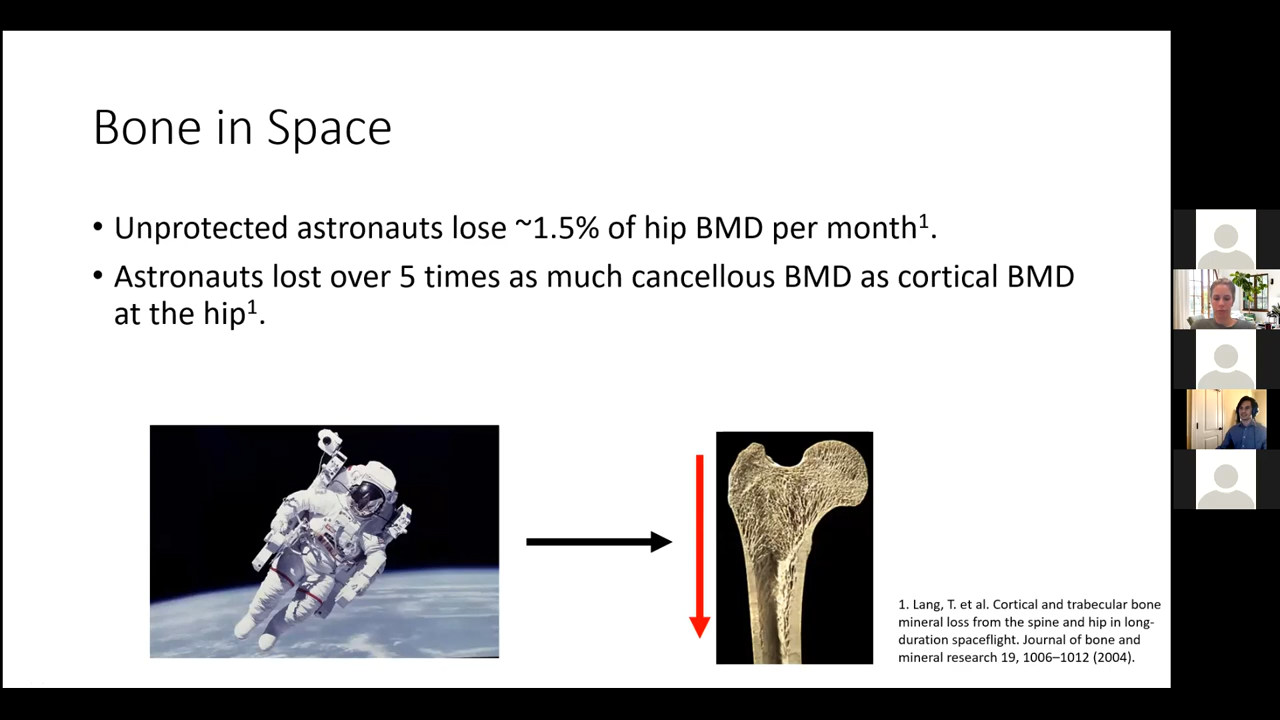 Bone in Space
• Unprotected astronauts lose ~1.5% of hip BMD per month¹.
• Astronauts lost over 5 times as much cancellous BMD as cortical BMD
at the hip¹.
1. Lang, T. et al. Cortical and trabecular bone
mineral loss from the spine and hip in long-
duration spaceflight. Journal of bone and
mineral research 19, 1006–1012 (2004).